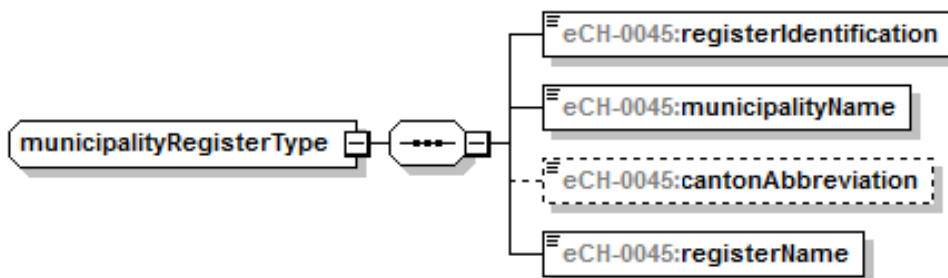 eCH-0045:registerIdentification
eCH-0045:municipalityName
municipalityRegisterType
eCH-0045:cantonAbbreviation
eCH-0045:registerName